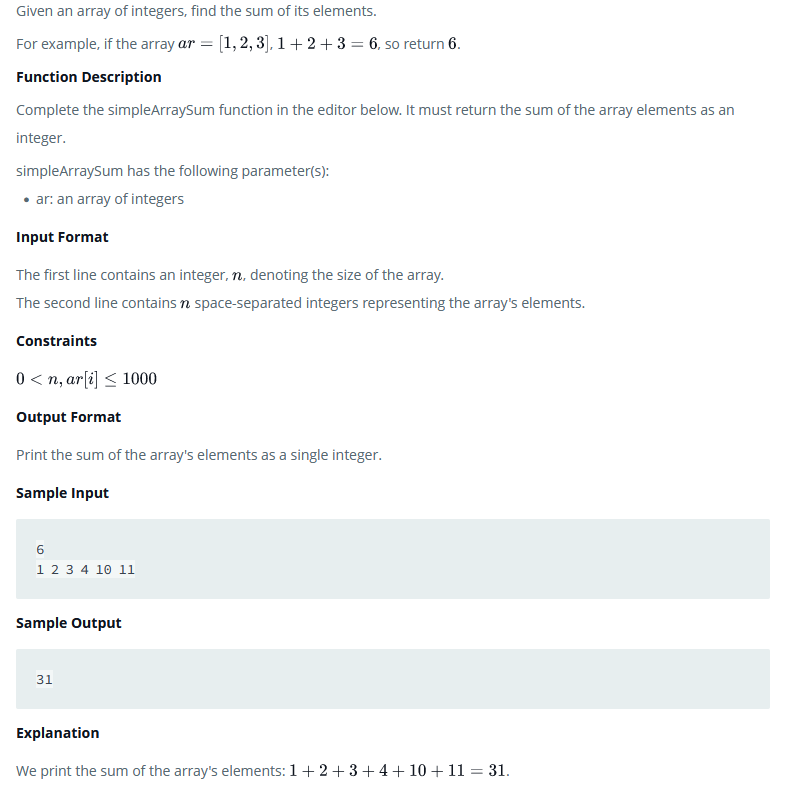 Given an array of integers, find the sum of its elements.
For example, if the array ar = [1, 2, 3], 1 + 2 + 3 = 6, so return 6.
Function Description
Complete the simpleArraySum function in the editor below. It must return the sum of the array elements as an
integer.
simpleArraySum has the following parameter(s):
• ar: an array of integers
Input Format
The first line contains an integer, n, denoting the size of the array.
The second line contains n space-separated integers representing the array's elements.
Constraints
0 < n, ar[i] ≤ 1000
Output Format
Print the sum of the array's elements as a single integer.
Sample Input
6
1 2 3 4 10 11
Sample Output
31
Explanation
We print the sum of the array's elements: 1 + 2 + 3 + 4 + 10 + 11 = 31.